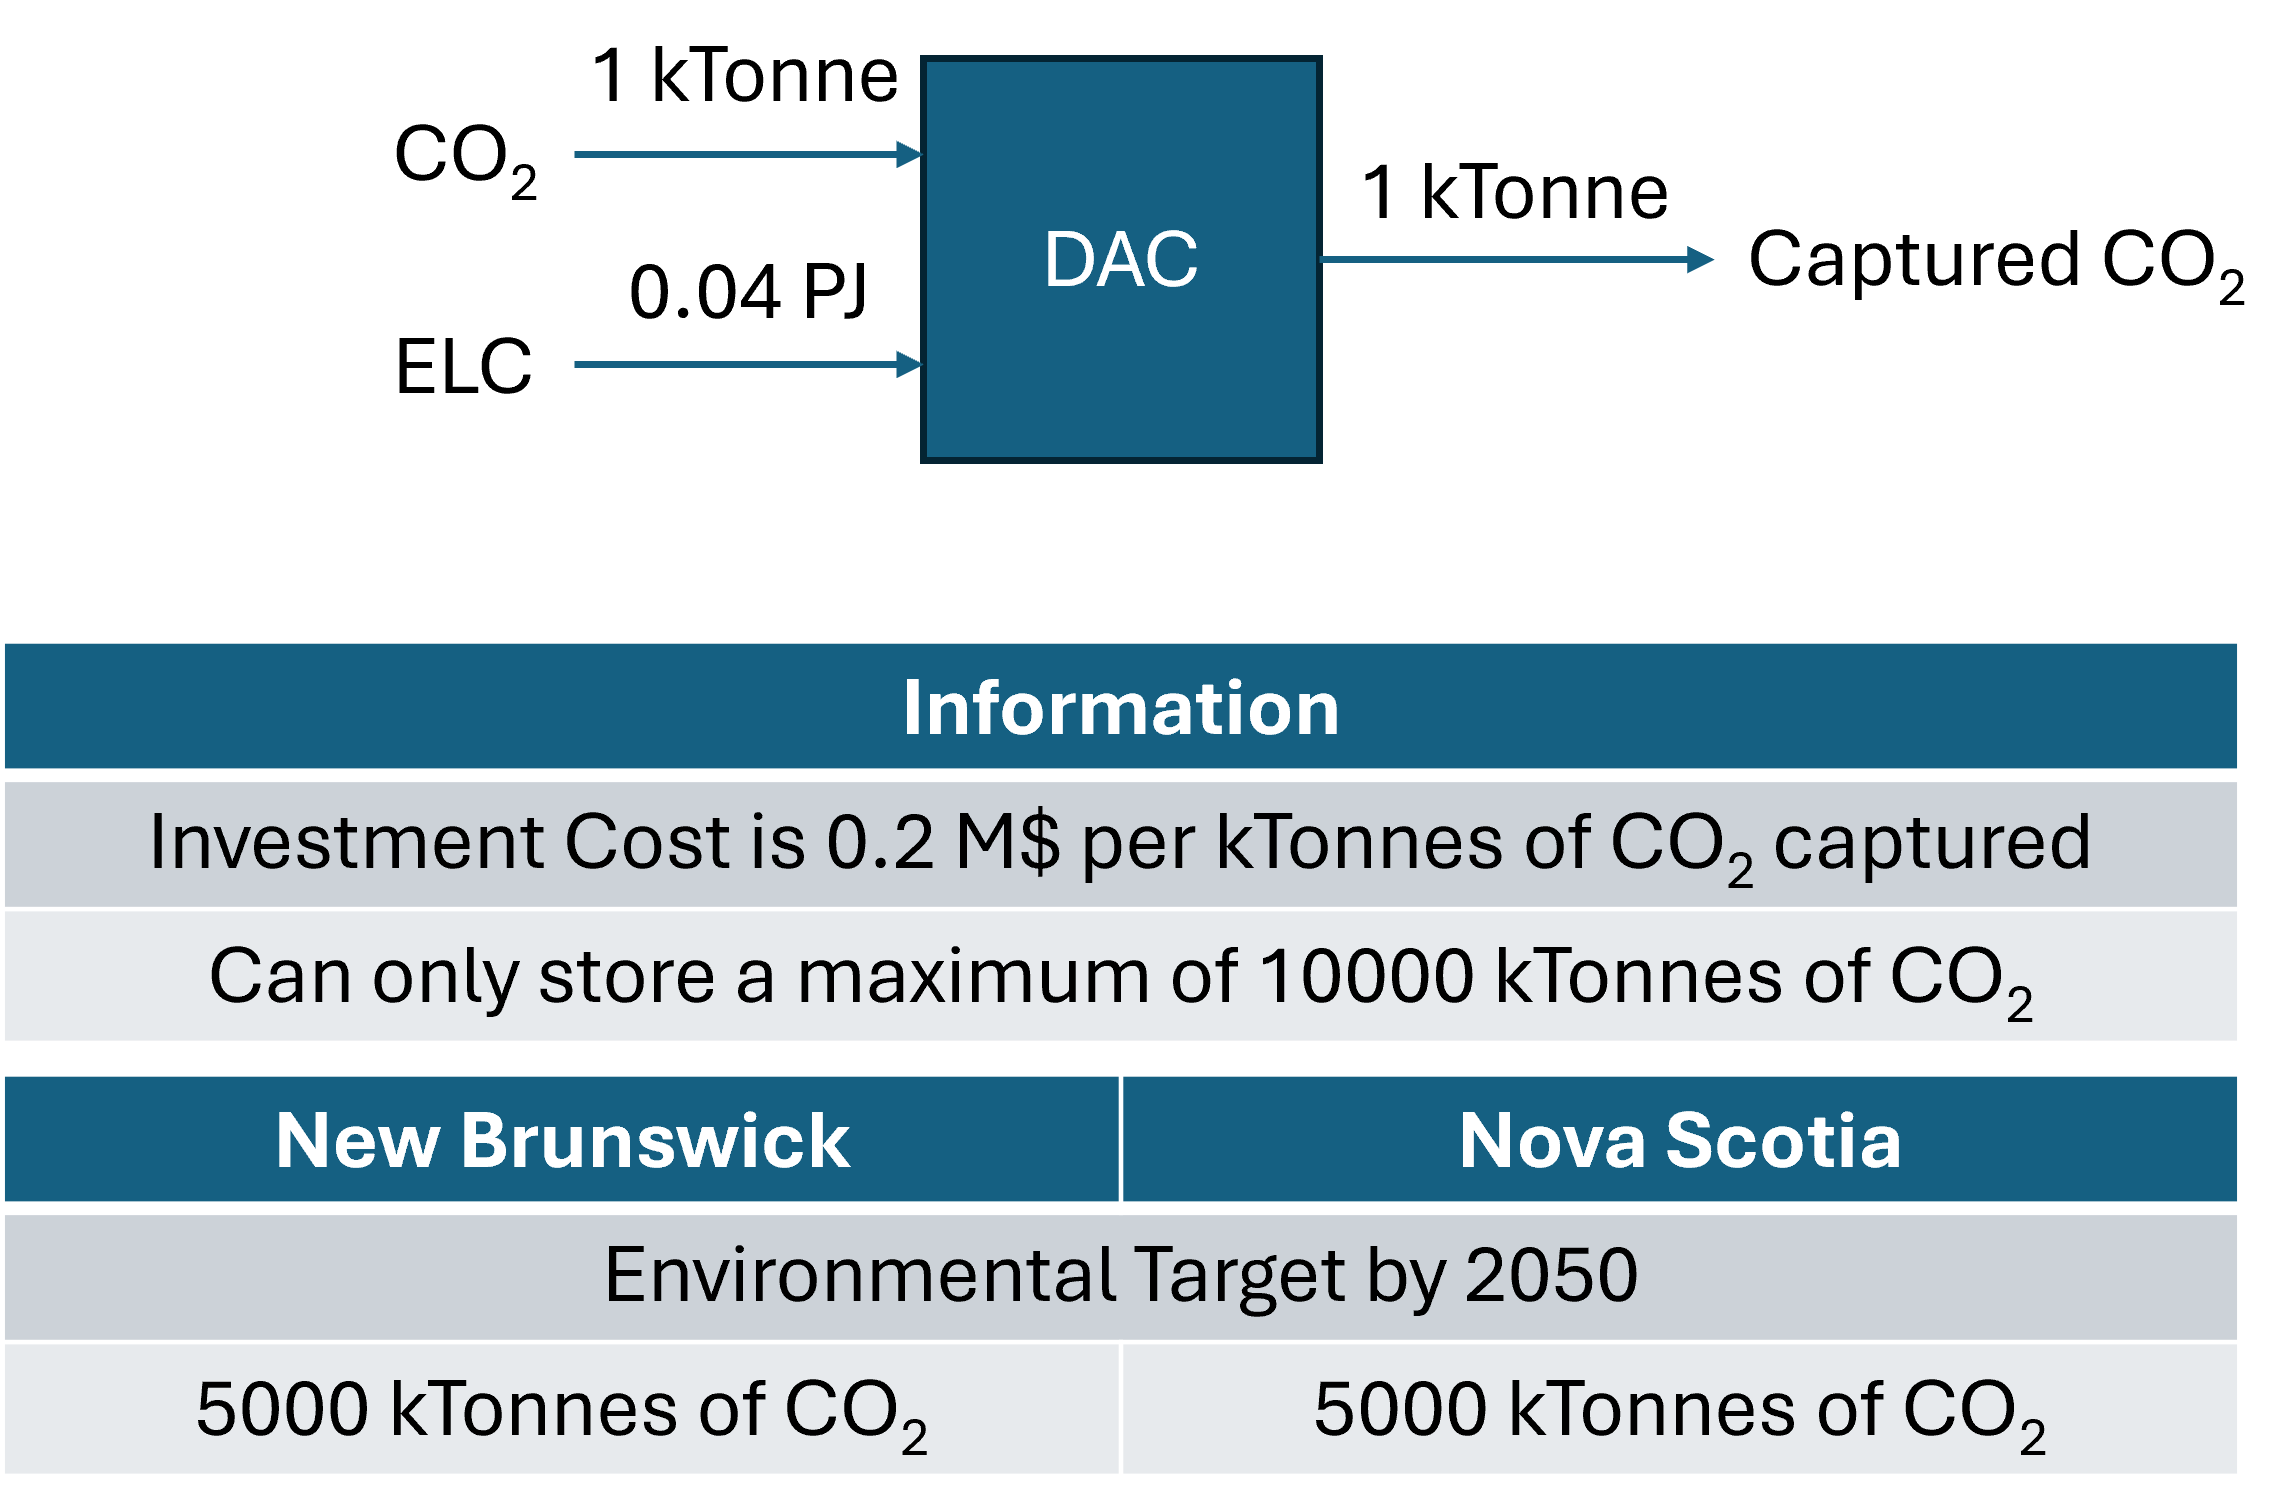 1 kTonne
CO₂
0.04 PJ
ELC
DAC
1 kTonne
Captured CO₂
Information
Investment Cost is 0.2 M$ per kTonnes of CO₂ captured
Can only store a maximum of 10000 kTonnes of CO₂
New Brunswick
Nova Scotia
Environmental Target by 2050
5000 kTonnes of CO₂
5000 kTonnes of CO₂